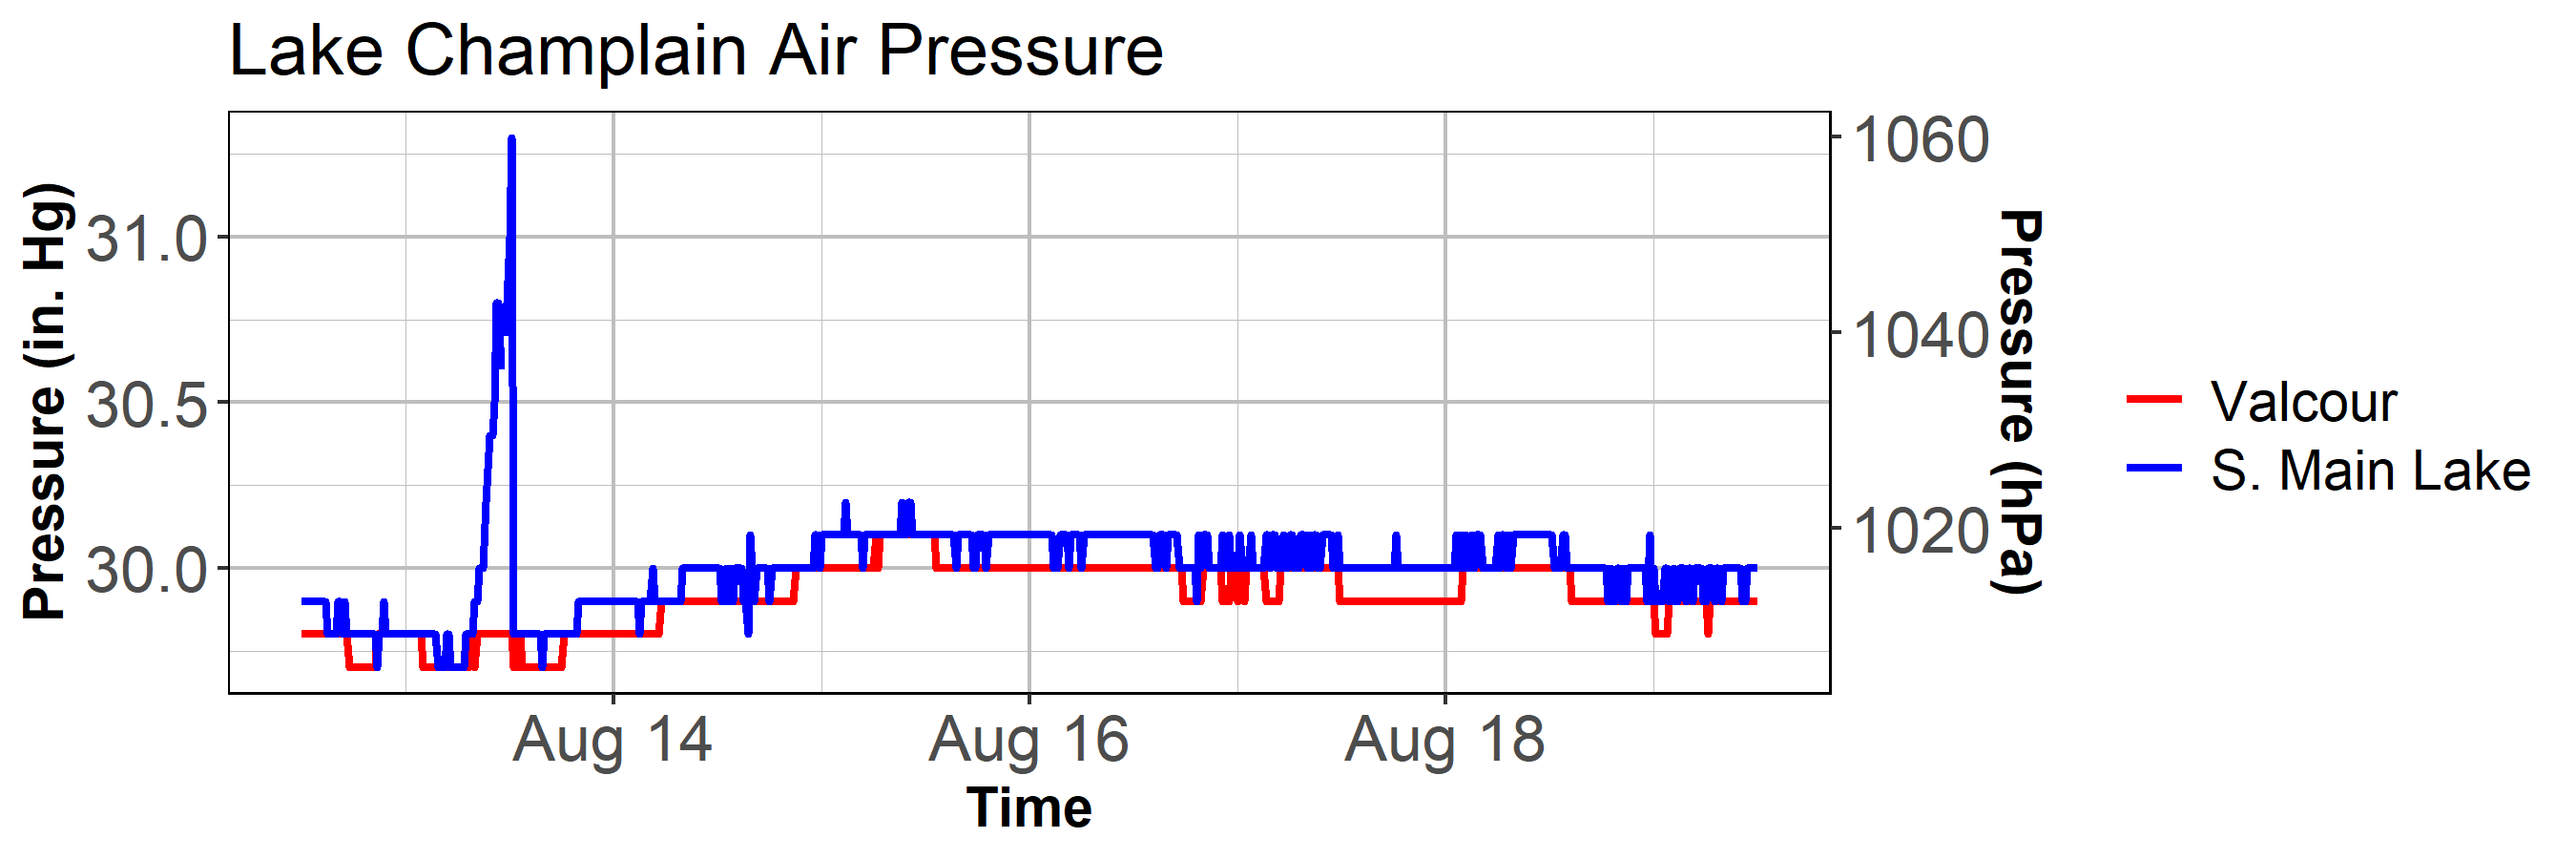 Lake Champlain Air Pressure
Pressure (in. Hg)
31.0
30.5
30.0
1060
1040
1020
Pressure (hPa)
Aug 14
Aug 16
Aug 18
Time
Valcour
S. Main Lake